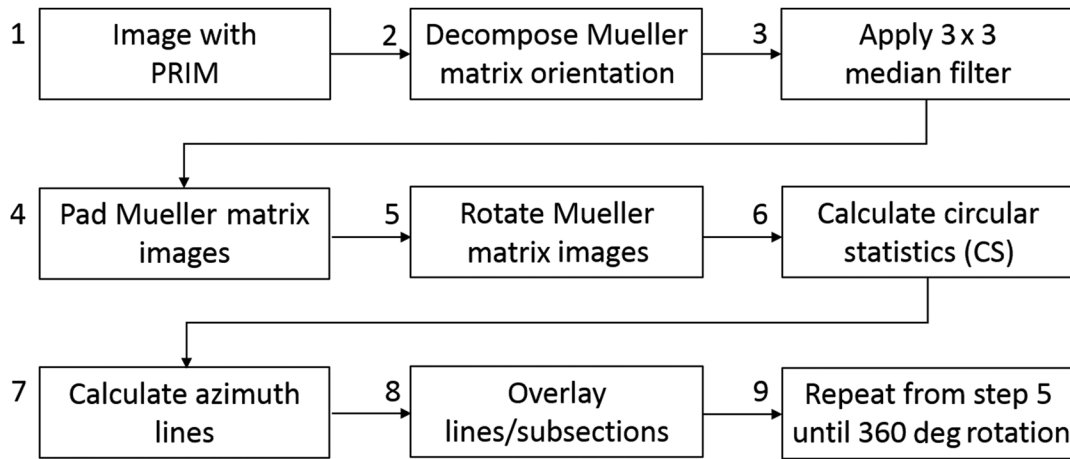 1
Image with
PRIM
2
Decompose Mueller
matrix orientation
3
Apply 3 x 3
median filter
4
Pad Mueller matrix
images
5
Rotate Mueller
matrix images
6
Calculate circular
statistics (CS)
7
Calculate azimuth
lines
8
Overlay
lines/subsections
9
Repeat from step 5
until 360 deg rotation